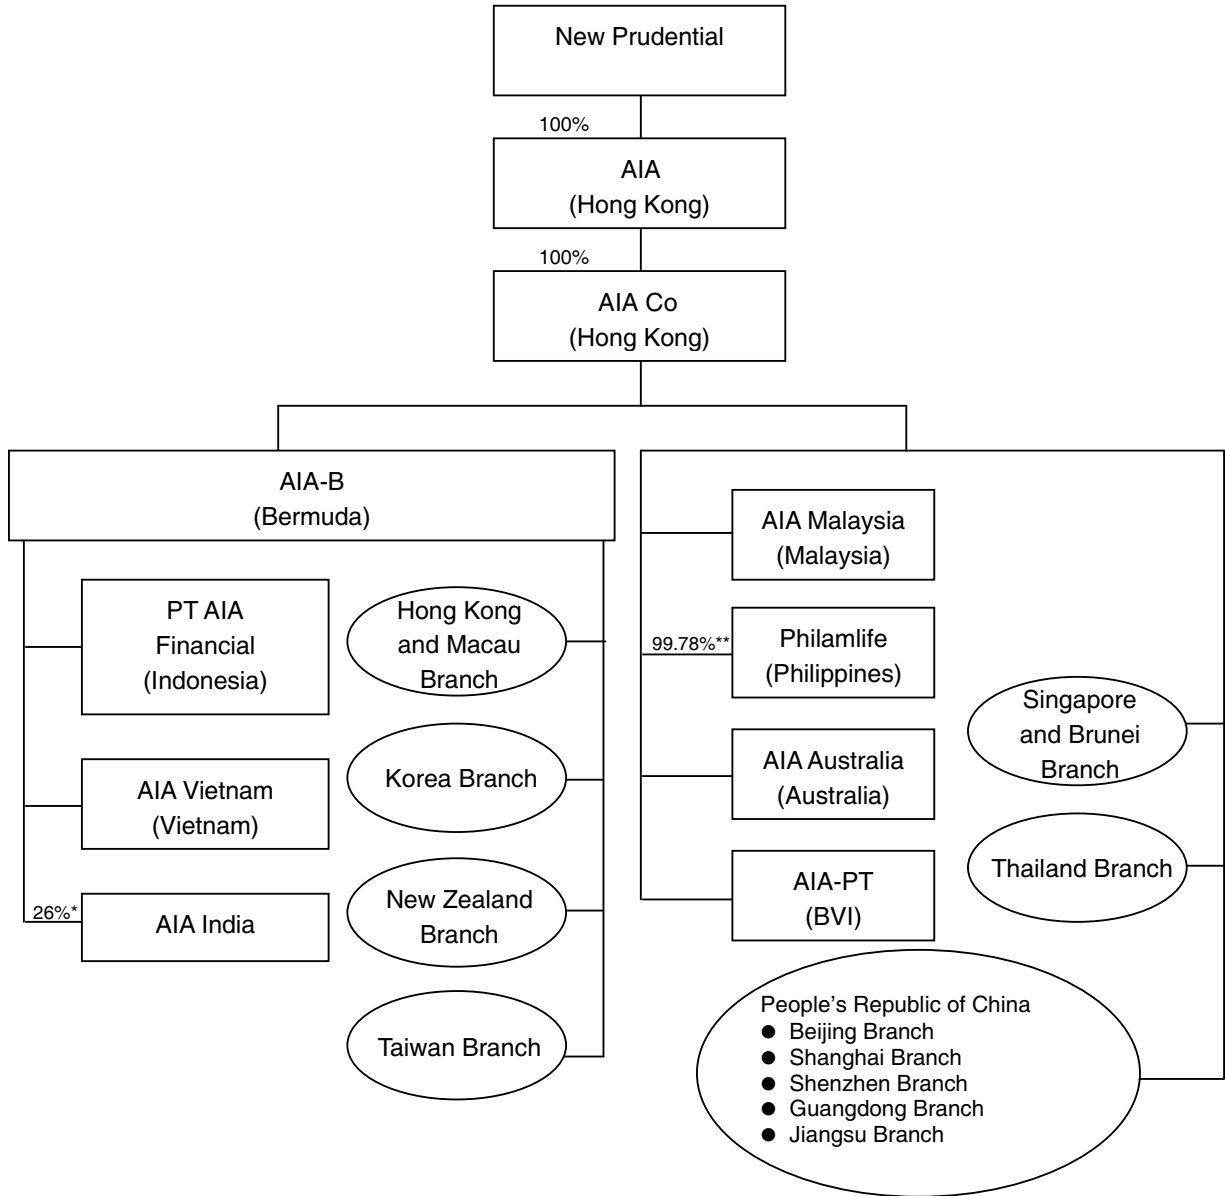 New Prudential
100%
AIA
(Hong Kong)
100%
AIA Co
(Hong Kong)
AIA-B
(Bermuda)
PT AIA
Financial
(Indonesia)
AIA Vietnam
(Vietnam)
26%*
AIA India
Hong Kong
and Macau
Branch
Korea Branch
New Zealand
Branch
Taiwan Branch
AIA Malaysia
(Malaysia)
99.78%**
Philamlife
(Philippines)
AIA Australia
(Australia)
AIA-PT
(BVI)
Singapore
and Brunei
Branch
Thailand Branch
People's Republic of China
● Beijing Branch
● Shanghai Branch
● Shenzhen Branch
● Guangdong Branch
● Jiangsu Branch